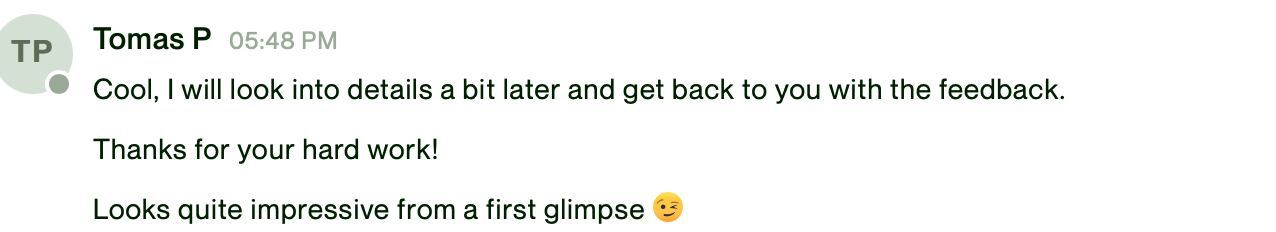 TP
Tomas P 05:48 PM
Cool, I will look into details a bit later and get back to you with the feedback.
Thanks for your hard work!
Looks quite impressive from a first glimpse 😉